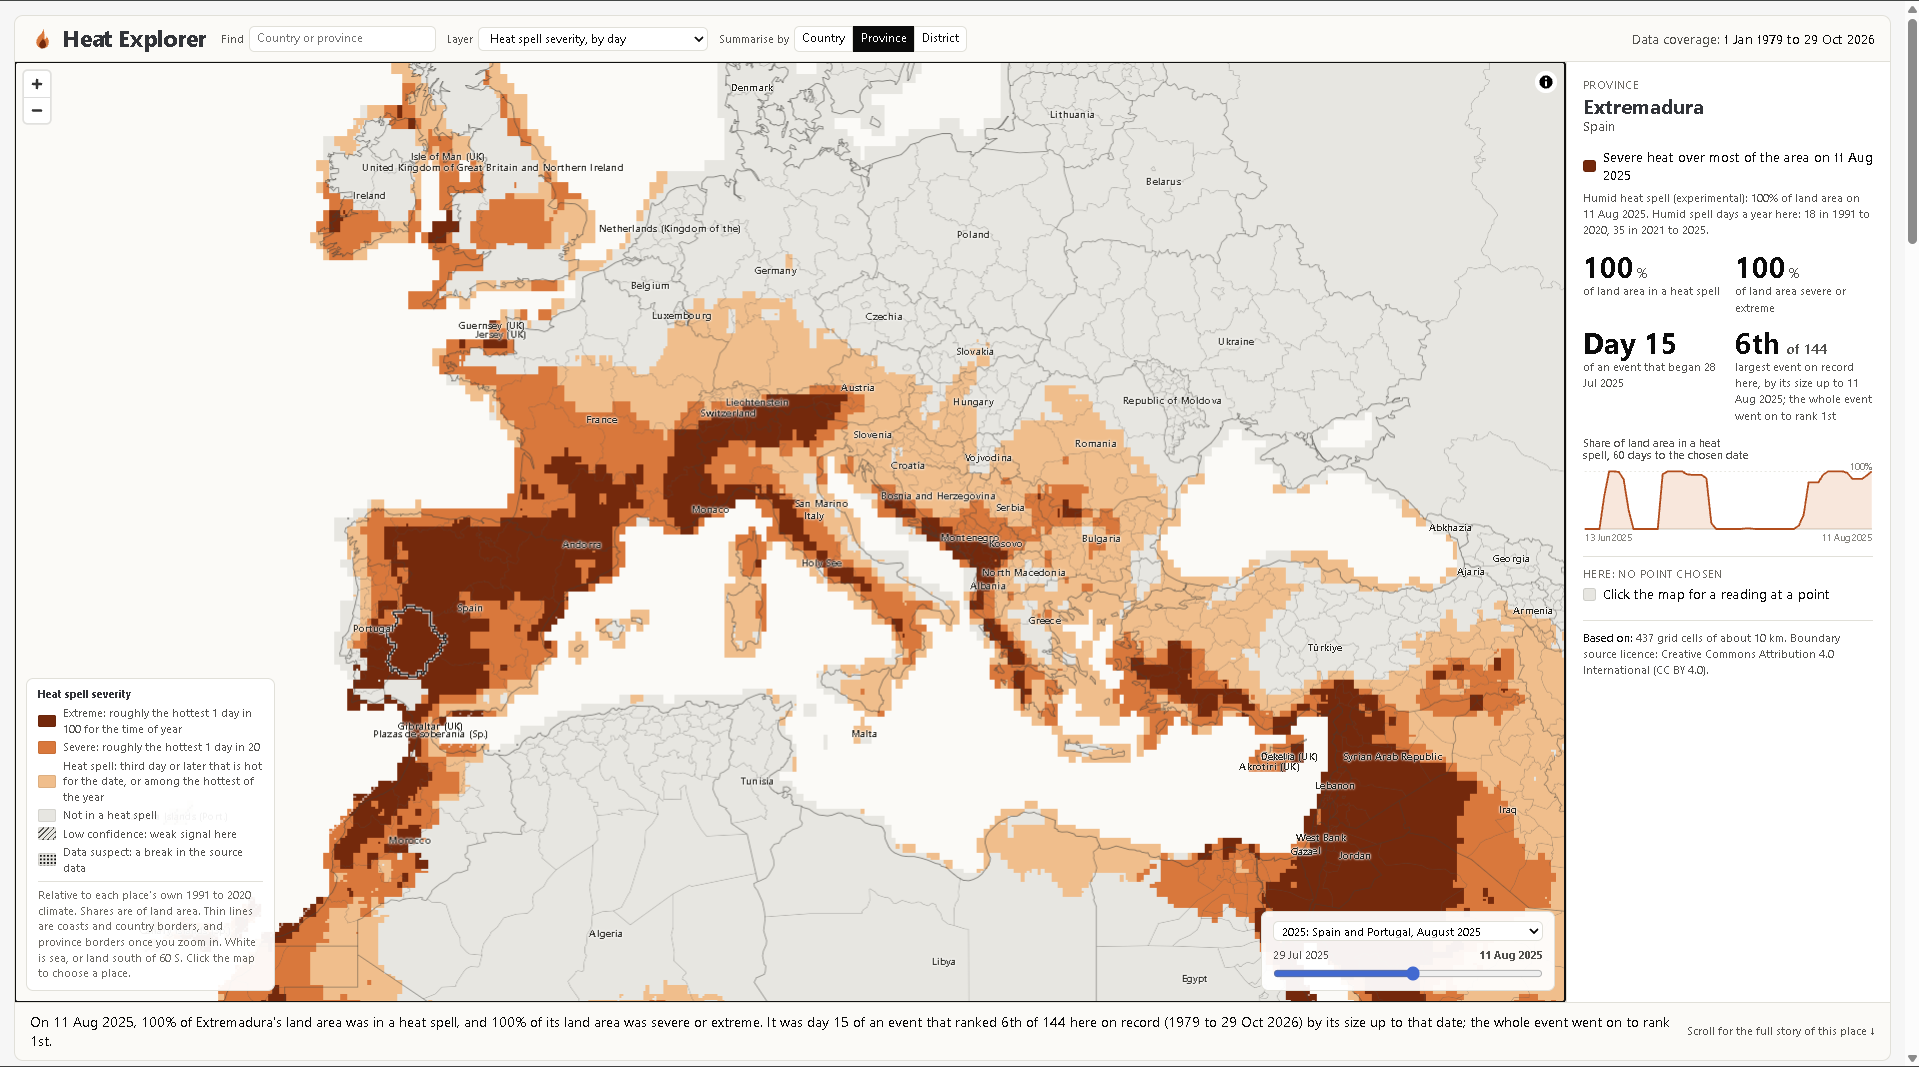 Heat Explorer
Find
Country or province
Layer
Heat spell severity, by day
Summarise by
Country
Province
District
Data coverage: 1 Jan 1979 to 29 Oct 2026
+
−
Denmark
Lithuania
Isle of Man (UK)
United Kingdom of Great Britain and Northern Ireland
Belarus
Ireland
Netherlands (Kingdom of the)
Poland
Germany
Belgium
Luxembourg
Czechia
Guernsey (UK)
Jersey (UK)
Ukraine
Slovakia
Austria
Liechtenstein
Hungary
Republic of Moldova
Switzerland
France
Slovenia
Romania
Croatia
Vojvodina
Bosnia and Herzegovina
San Marino
Monaco
Serbia
Italy
Abkhazia
Montenegro
Bulgaria
Andorra
Kosovo
Georgia
Holy See
North Macedonia
Ajaria
Albania
Spain
Armenia
Greece
Portugal
Türkiye
Gibraltar (UK)
Plazas de soberanía (Sp.)
Malta
Dekelia (UK)
Akrotiri (UK)
Syrian Arab Republic
Tunisia
Lebanon
Iraq
West Bank
Morocco
Jordan
Algeria
Libya
Egypt
Heat spell severity
Extreme: roughly the hottest 1 day in
100 for the time of year
Severe: roughly the hottest 1 day in 20
Heat spell: third day or later that is hot
for the date, or among the hottest of
the year
Not in a heat spell
Low confidence: weak signal here
Data suspect: a break in the source
data
Relative to each place's own 1991 to 2020
climate. Shares are of land area. Thin lines
are coasts and country borders, and
province borders once you zoom in. White
is sea, or land south of 60 S. Click the map
to choose a place.
2025: Spain and Portugal, August 2025
29 Jul 2025
11 Aug 2025
PROVINCE
Extremadura
Spain
Severe heat over most of the area on 11 Aug
2025
Humid heat spell (experimental): 100% of land area on
11 Aug 2025. Humid spell days a year here: 18 in 1991 to
2020, 35 in 2021 to 2025.
100 %
of land area in a heat spell
100 %
of land area severe or
extreme
Day 15
of an event that began 28
Jul 2025
6th of 144
largest event on record
here, by its size up to 11
Aug 2025; the whole event
went on to rank 1st
Share of land area in a heat
spell, 60 days to the chosen date
100%
13 Jun 2025
11 Aug 2025
HERE: NO POINT CHOSEN
Click the map for a reading at a point
Based on: 437 grid cells of about 10 km. Boundary
source licence: Creative Commons Attribution 4.0
International (CC BY 4.0).
On 11 Aug 2025, 100% of Extremadura's land area was in a heat spell, and 100% of its land area was severe or extreme. It was day 15 of an event that ranked 6th of 144 here on record (1979 to 29 Oct 2026) by its size up to that date; the whole event went on to rank
1st.
Scroll for the full story of this place ↓